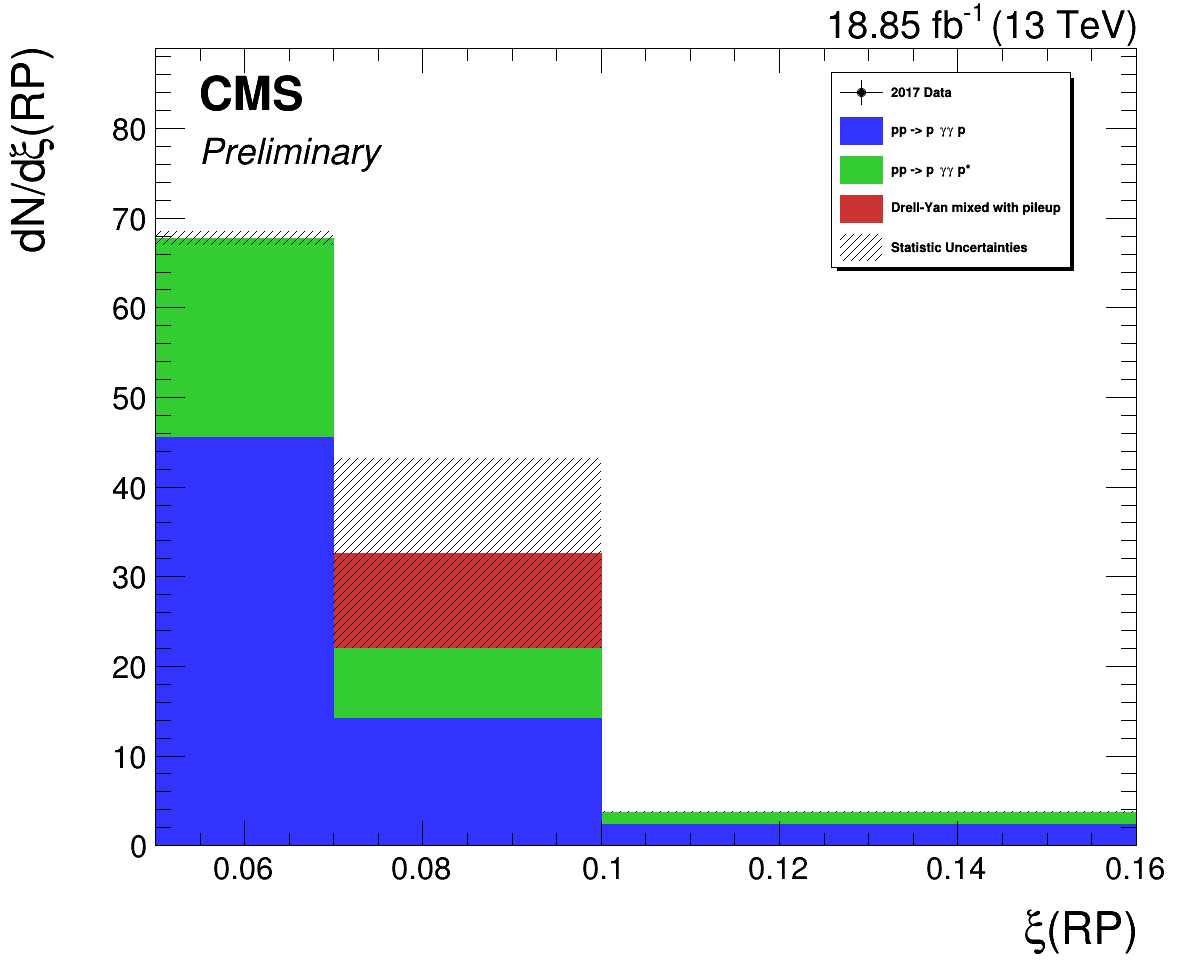 18.85 fb⁻¹ (13 TeV)
dN/dξ(RP)
CMS
Preliminary
2017 Data
pp -> p γγ p
pp -> p γγ p*
Drell-Yan mixed with pileup
Statistic Uncertainties
80
70
60
50
40
30
20
10
0
0.06 0.08 0.1 0.12 0.14 0.16
ξ(RP)